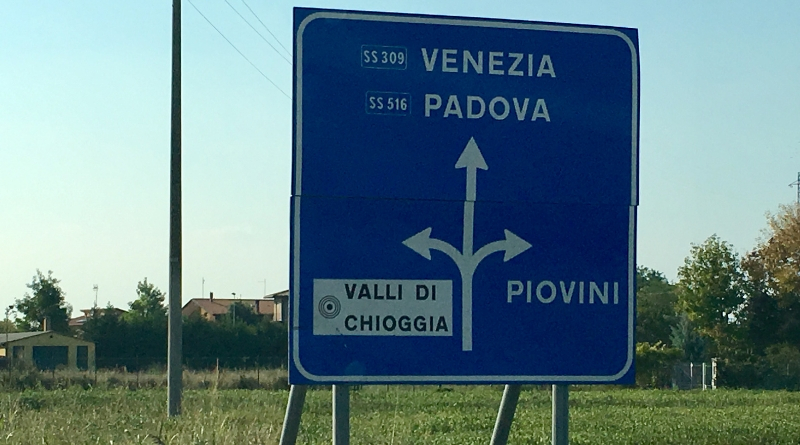 SS 309 VENEZIA
SS 516 PADOVA
VALLI DI
CHIOGGIA
PIOVINI